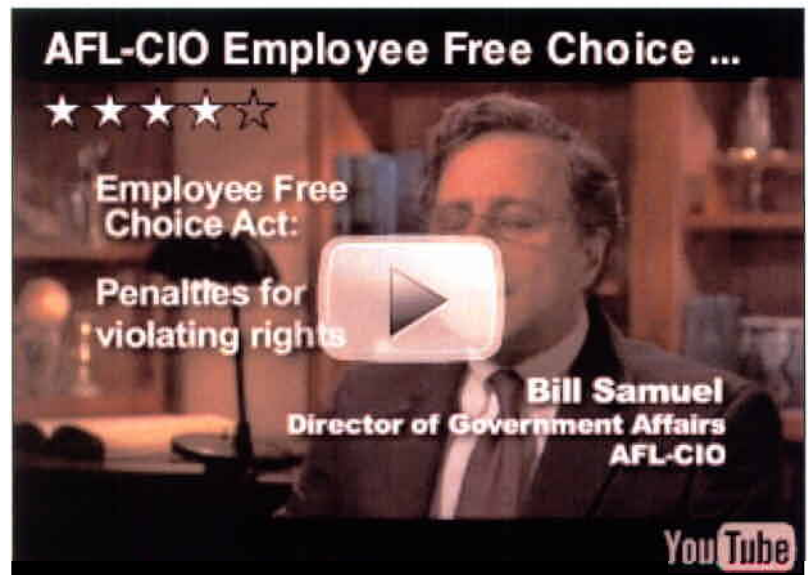 AFL-CIO Employee Free Choice ...
Employee Free
Choice Act:
Penalties for
violating rights
Bill Samuel
Director of Government Affairs
AFL-CIO
YouTube